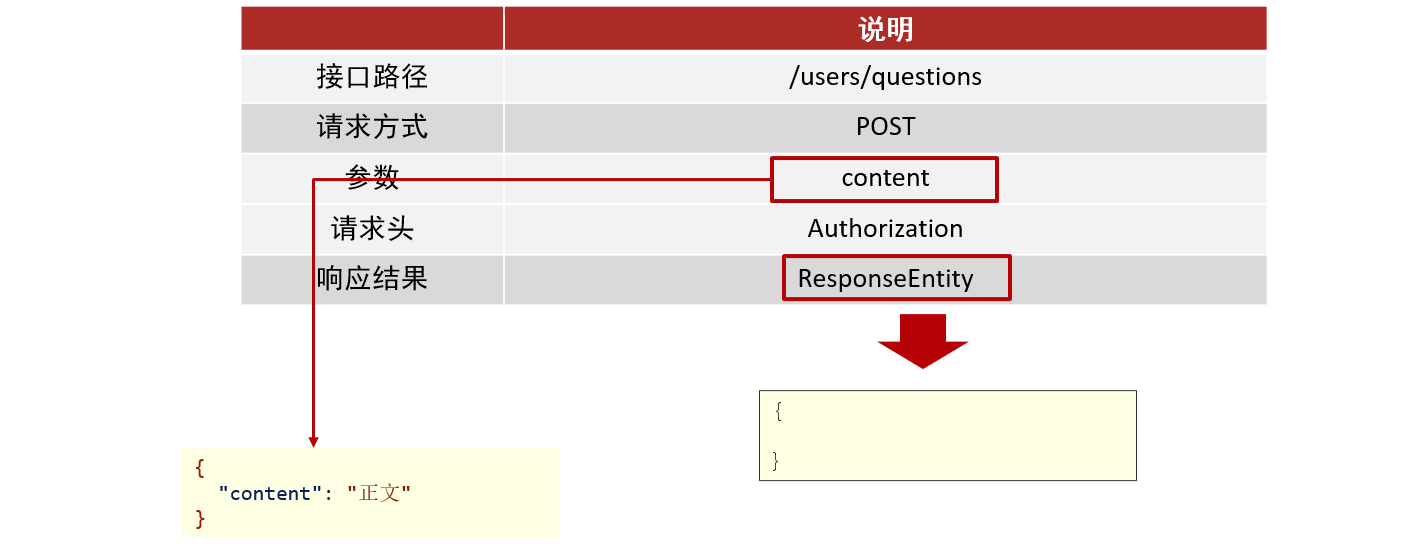 说明
接口路径 /users/questions
请求方式 POST
参数 content
请求头 Authorization
响应结果 ResponseEntity
{
}
{
"content": "正文"
}